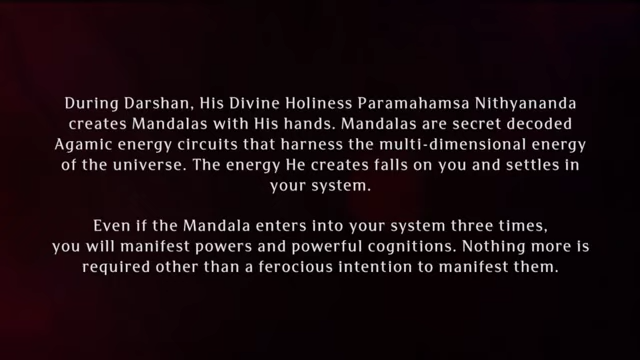 During Darshan, His Divine Holiness Paramahamsa Nithyananda
creates Mandalas with His hands. Mandalas are secret decoded
Agamic energy circuits that harness the multi-dimensional energy
of the universe. The energy He creates falls on you and settles in
your system.
Even if the Mandala enters into your system three times,
you will manifest powers and powerful cognitions. Nothing more is
required other than a ferocious intention to manifest them.